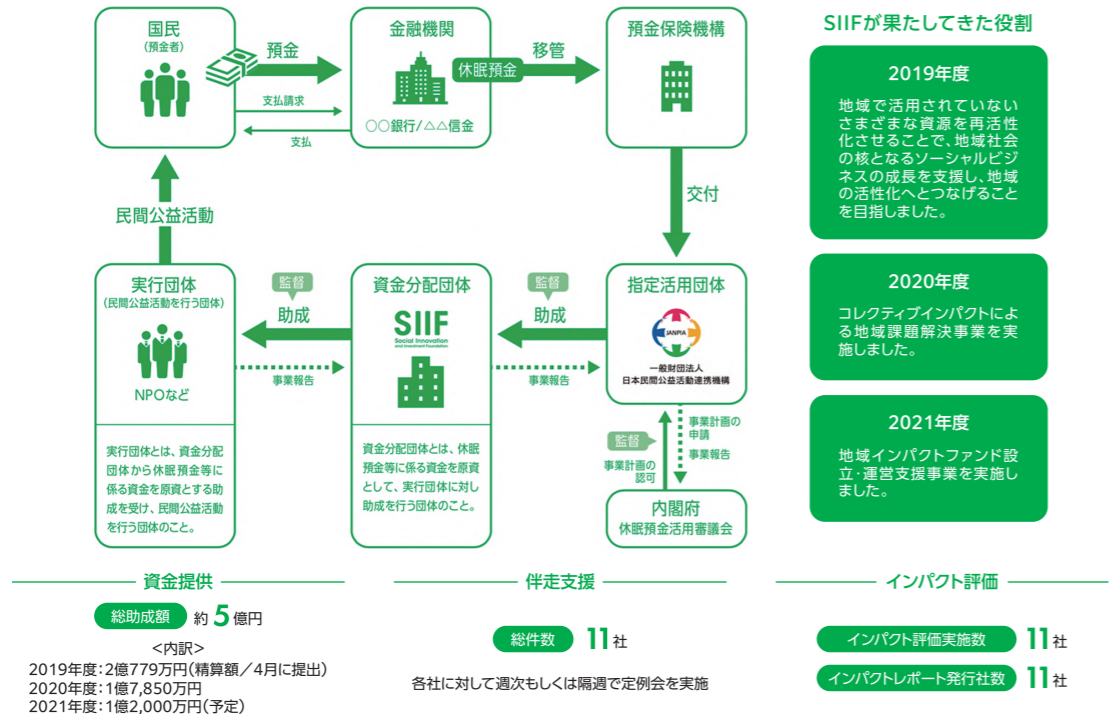 国民
(預金者)
預金
金融機関
休眠預金
移管
預金保険機構
支払請求
支払
○○銀行/△△信金
交付
民間公益活動
実行団体
(民間公益活動を行う団体)
NPOなど
実行団体とは、資金分配
団体から休眠預金等に
係る資金を原資とする助
成を受け、民間公益活動
を行う団体のこと。
監督
助成
事業報告
資金分配団体
SIIF
Social Innovation
and Investment Foundation
資金分配団体とは、休眠
預金等に係る資金を原資
として、実行団体に対し
助成を行う団体のこと。
監督
助成
事業報告
指定活用団体
JANPIA
一般財団法人
日本民間公益活動連携機構
監督
事業計画の
認可
事業計画の
申請
事業報告
内閣府
休眠預金活用審議会
SIIFが果たしてきた役割
2019年度
地域で活用されていない
さまざまな資源を再活性
化させることで、地域社会
の核となるソーシャルビジ
ネスの成長を支援し、地域
の活性化へとつなげること
を目指しました。
2020年度
コレクティブインパクトによ
る地域課題解決事業を実
施しました。
2021年度
地域インパクトファンド設
立・運営支援事業を実施し
ました。
資金提供
総助成額 約5億円
<内訳>
2019年度:2億779万円(精算額/4月に提出)
2020年度:1億7,850万円
2021年度:1億2,000万円(予定)
伴走支援
総件数 11社
各社に対して週次もしくは隔週で定例会を実施
インパクト評価
インパクト評価実施数 11社
インパクトレポート発行社数 11社